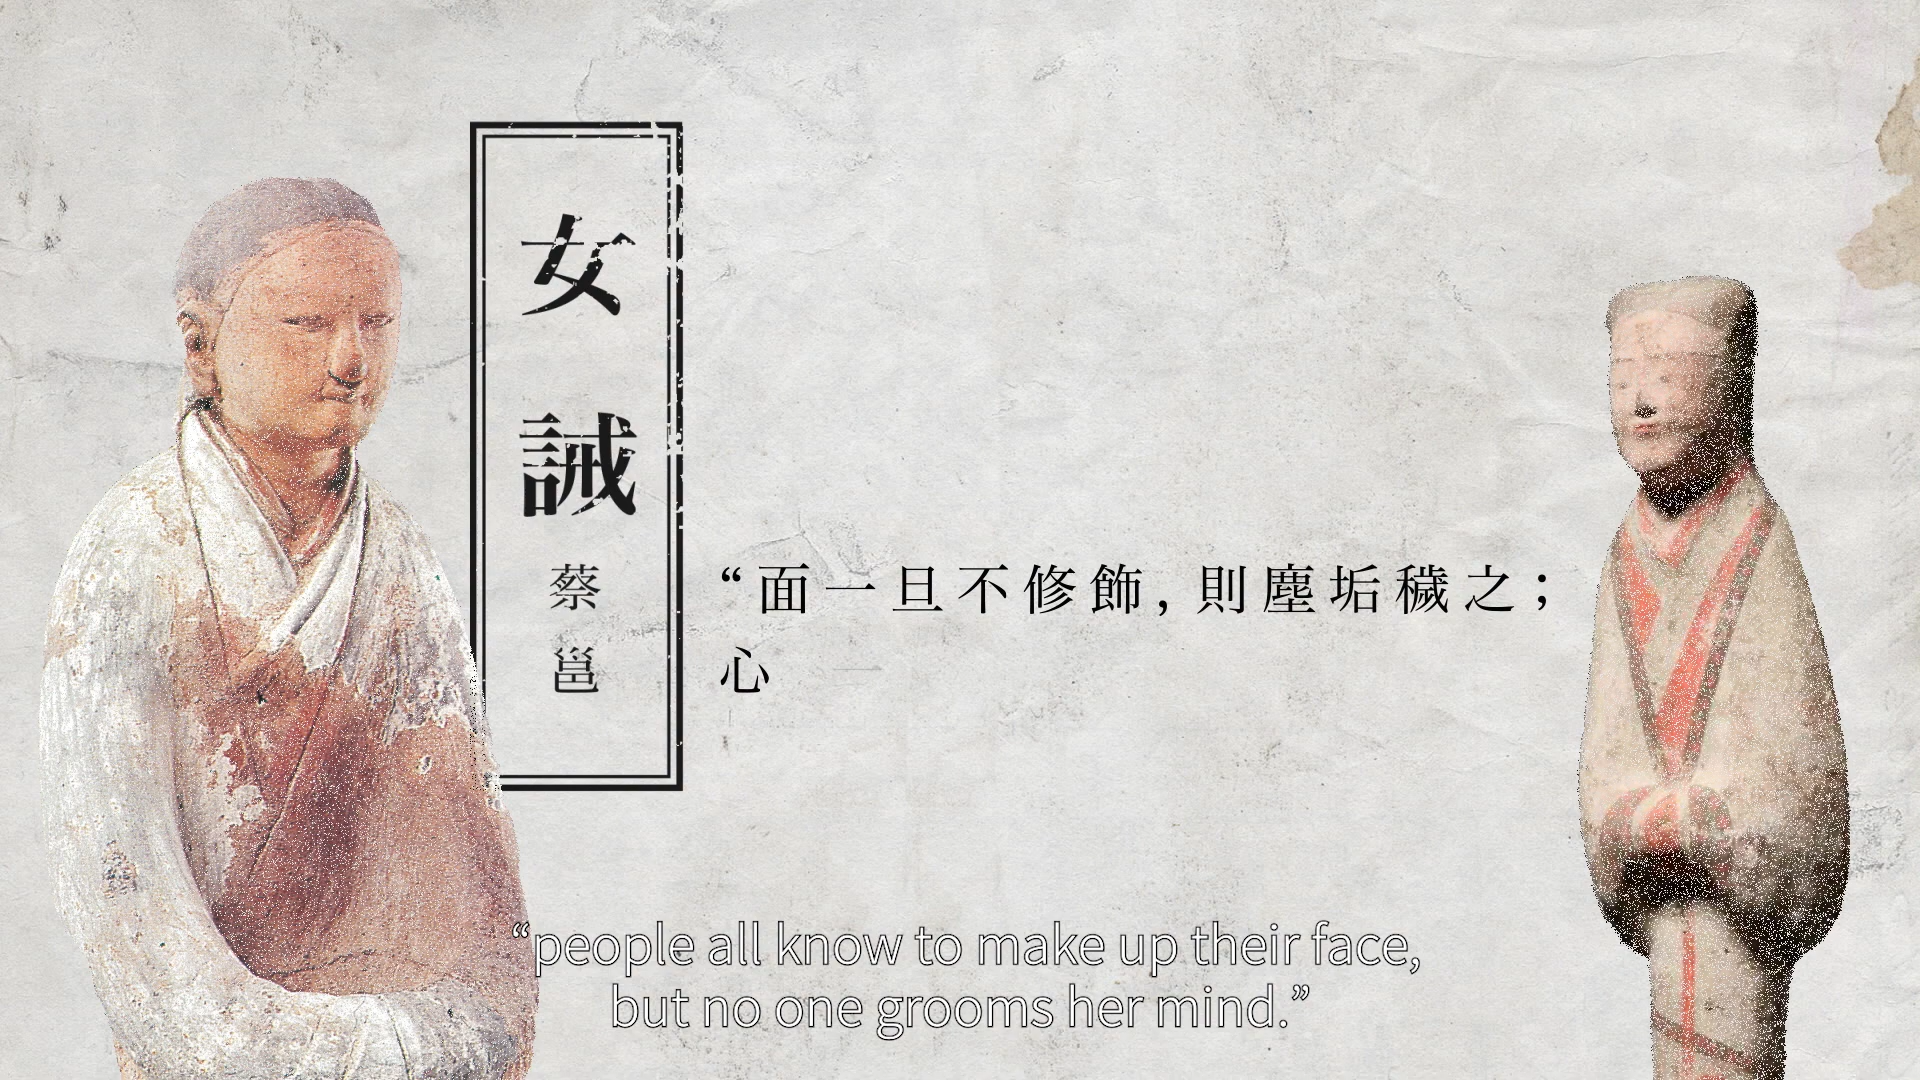 女誡
蔡邕
“面一旦不修飾，則塵垢穢之；
心
“people all know to make up their face,
but no one grooms her mind.”